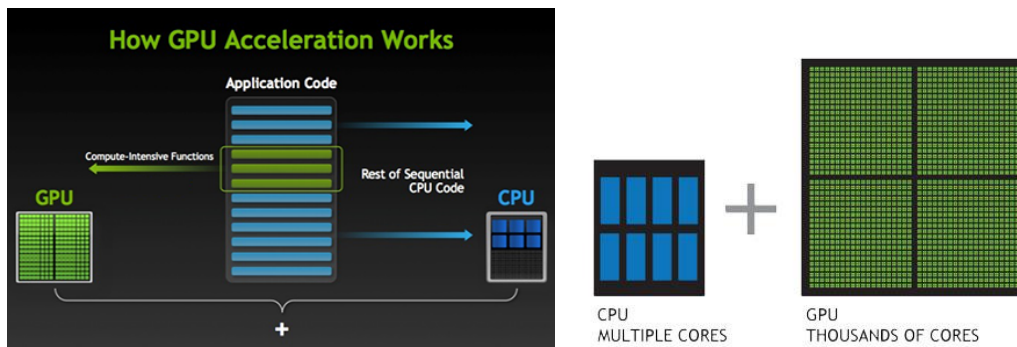 How GPU Acceleration Works
Application Code
Compute-Intensive Functions
Rest of Sequential
CPU Code
GPU
CPU
+
CPU
MULTIPLE CORES
+
GPU
THOUSANDS OF CORES